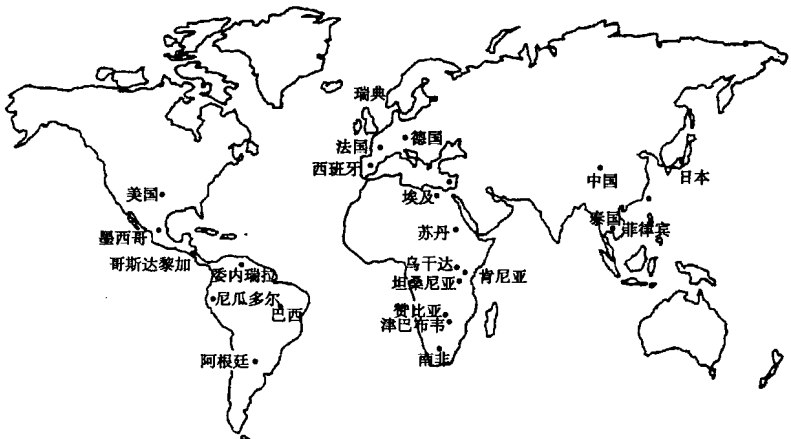 瑞典
德国
法国
西班牙
中国
日本
美国
埃及
墨西哥
苏丹
泰国
菲律宾
哥斯达黎加
委内瑞拉
乌干达
肯尼亚
坦桑尼亚
尼瓜多尔
巴西
赞比亚
津巴布韦
阿根廷
南非